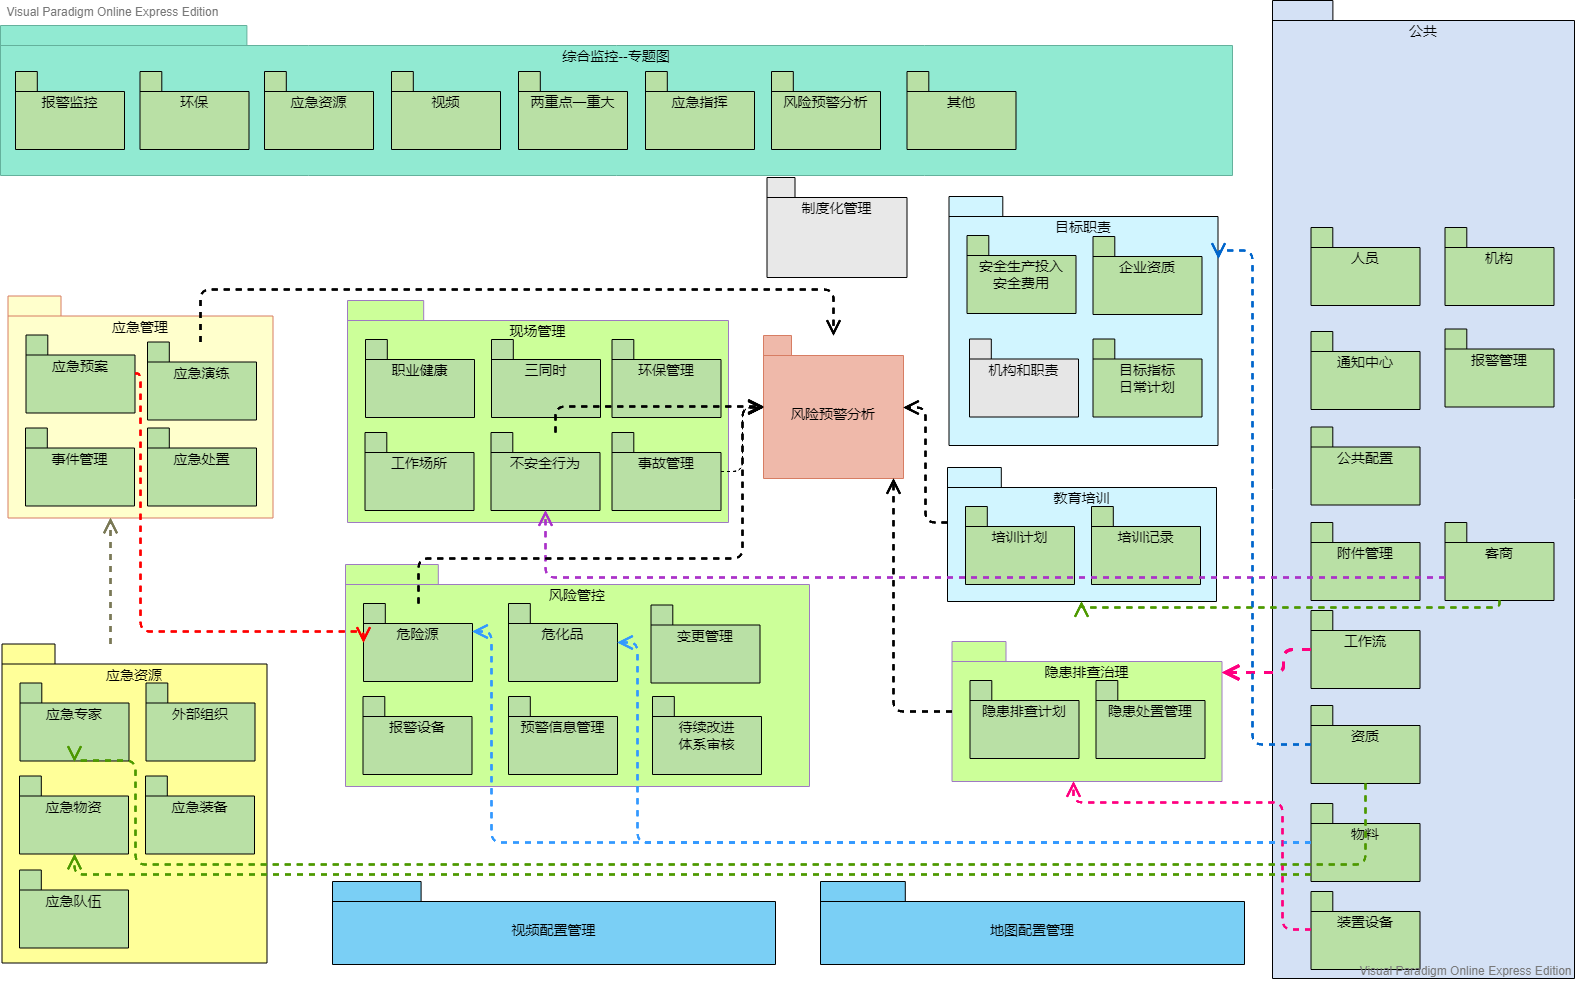 Visual Paradigm Online Express Edition
综合监控--专题图
报警监控
环保
应急资源
视频
两重点一重大
应急指挥
风险预警分析
其他
制度化管理
目标职责
安全生产投入
安全费用
企业资质
机构和职责
目标指标
日常计划
应急管理
应急预案
应急演练
事件管理
应急处置
现场管理
职业健康
三同时
环保管理
工作场所
不安全行为
事故管理
风险预警分析
教育培训
培训计划
培训记录
风险管控
危险源
危化品
变更管理
报警设备
预警信息管理
待续改进
体系审核
隐患排查治理
隐患排查计划
隐患处置管理
应急资源
应急专家
外部组织
应急物资
应急装备
应急队伍
视频配置管理
地图配置管理
公共
人员
机构
通知中心
报警管理
公共配置
附件管理
客商
工作流
资质
物料
装置设备
Visual Paradigm Online Express Edition